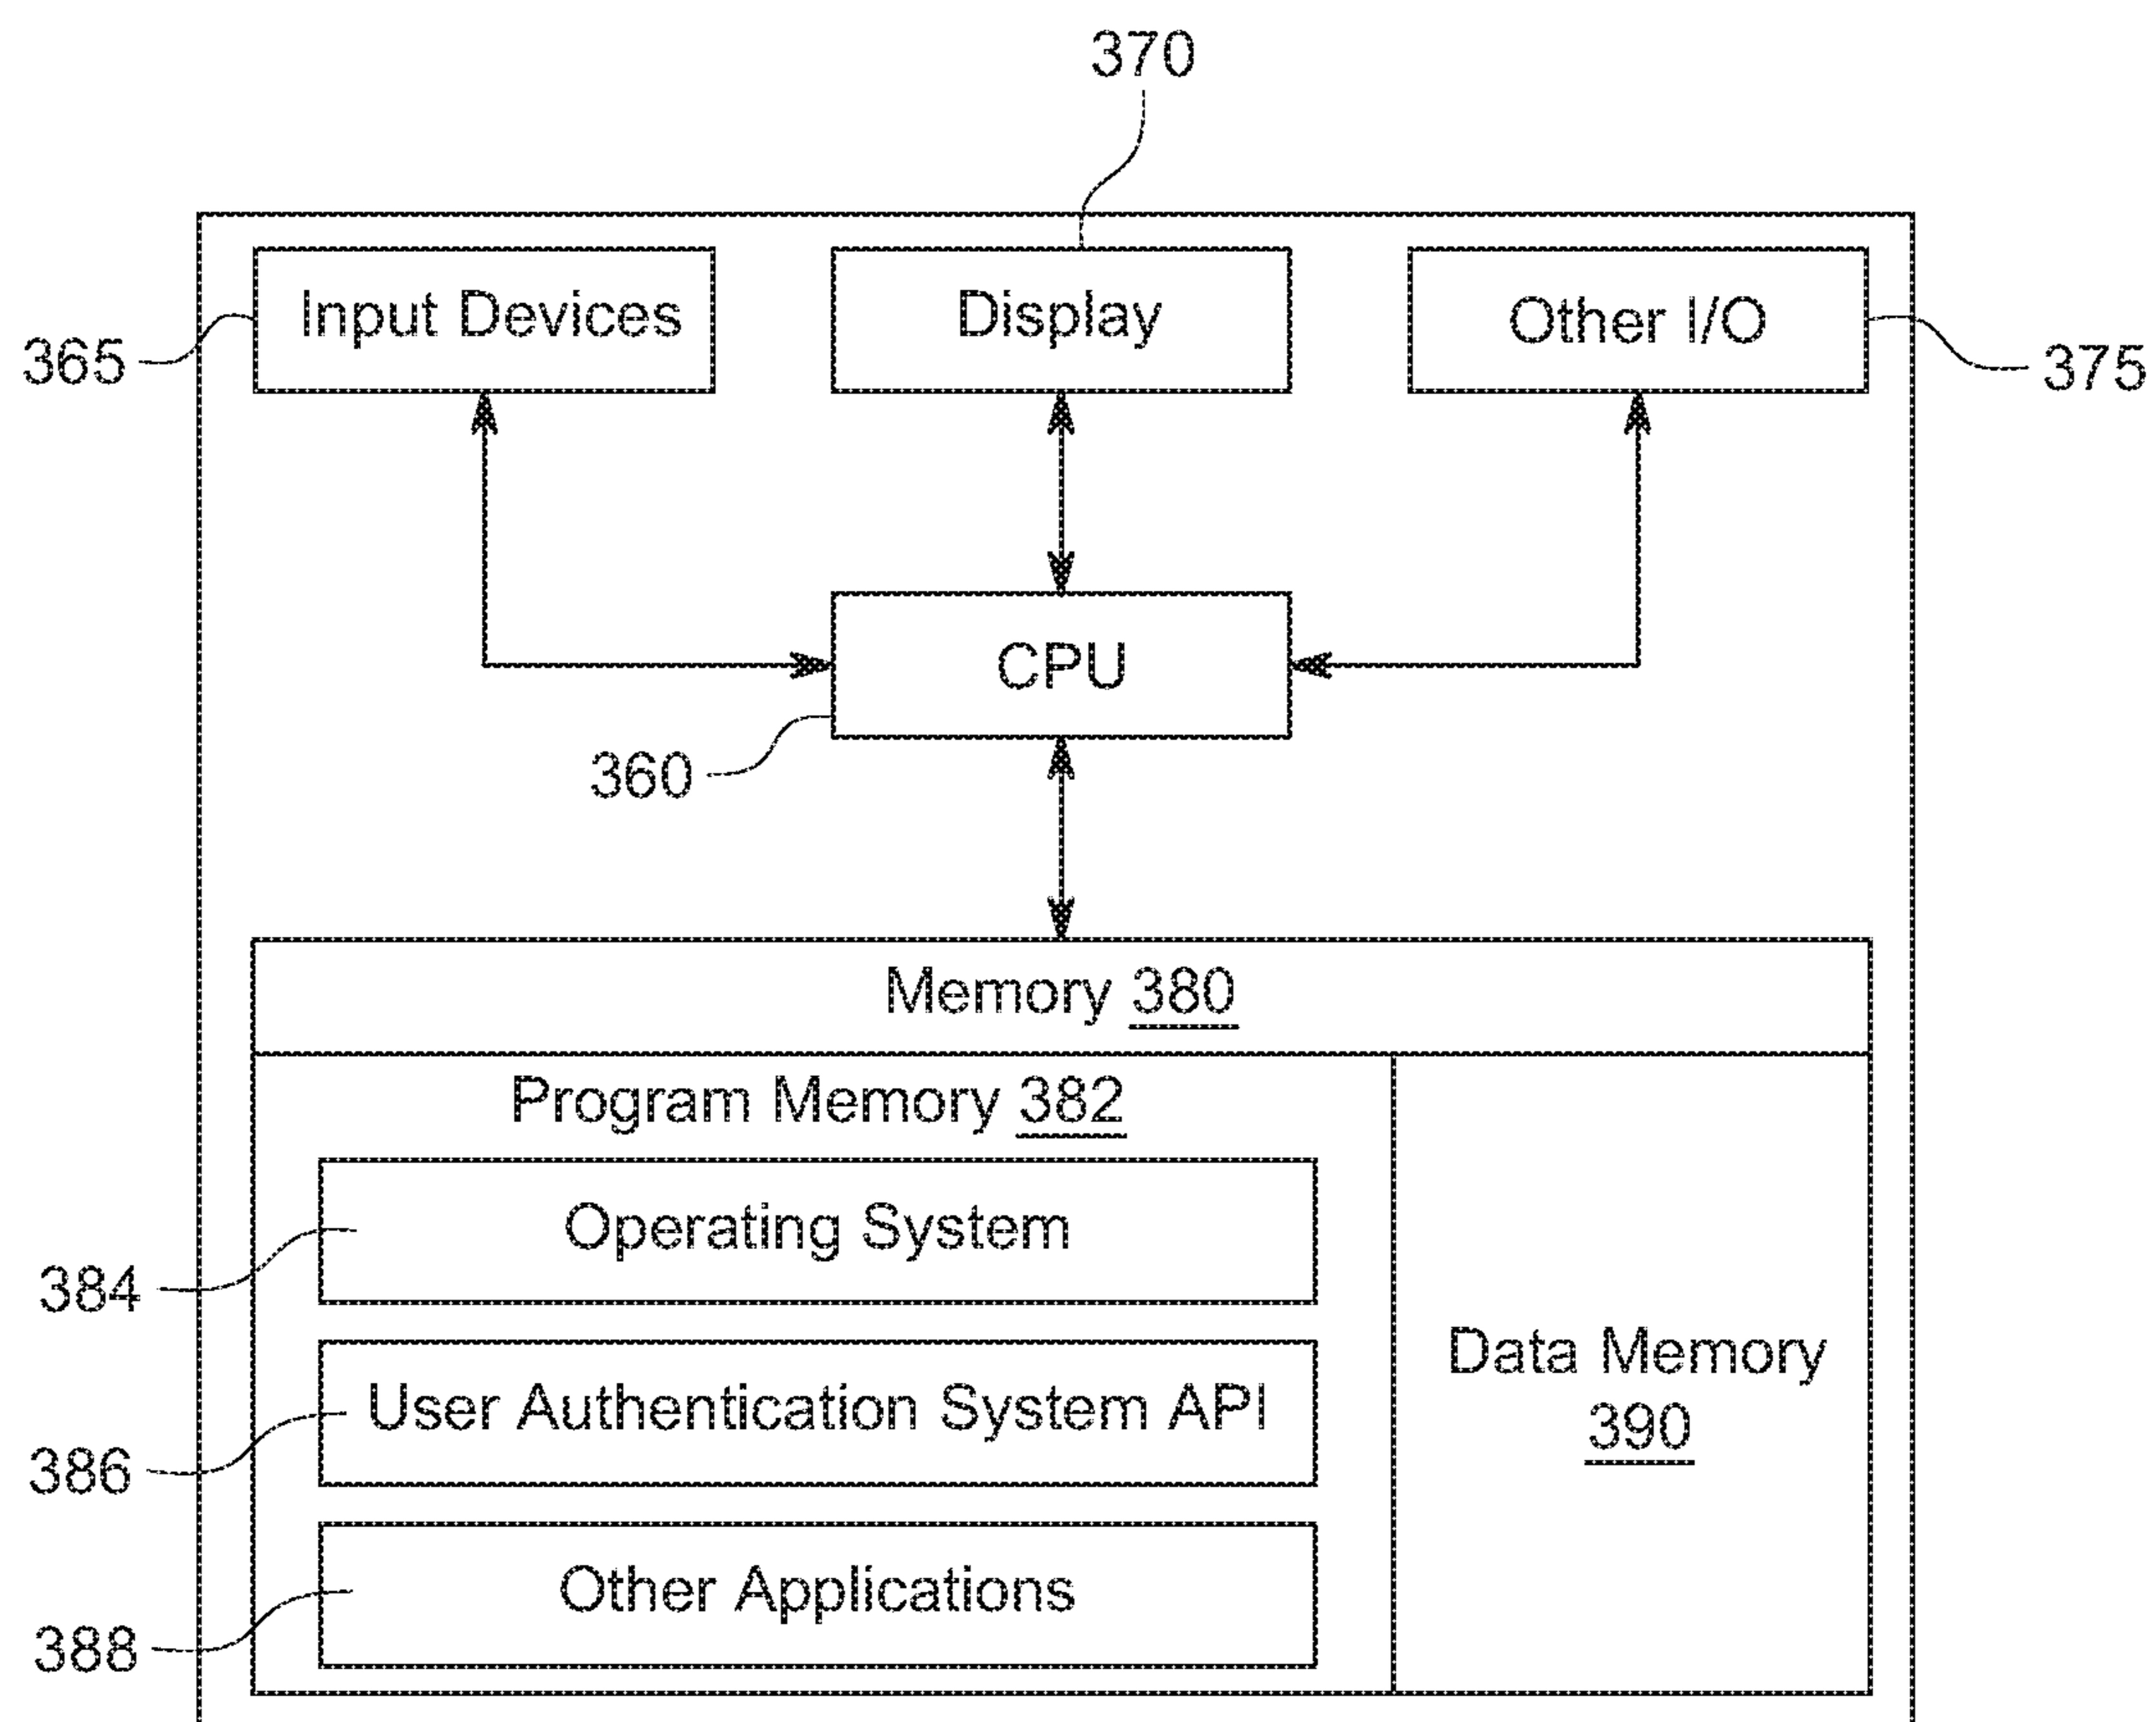 370
Input Devices
Display
Other I/O
365
375
CPU
360
Memory 380
Program Memory 382
Operating System
384
User Authentication System API
386
Other Applications
388
Data Memory
390